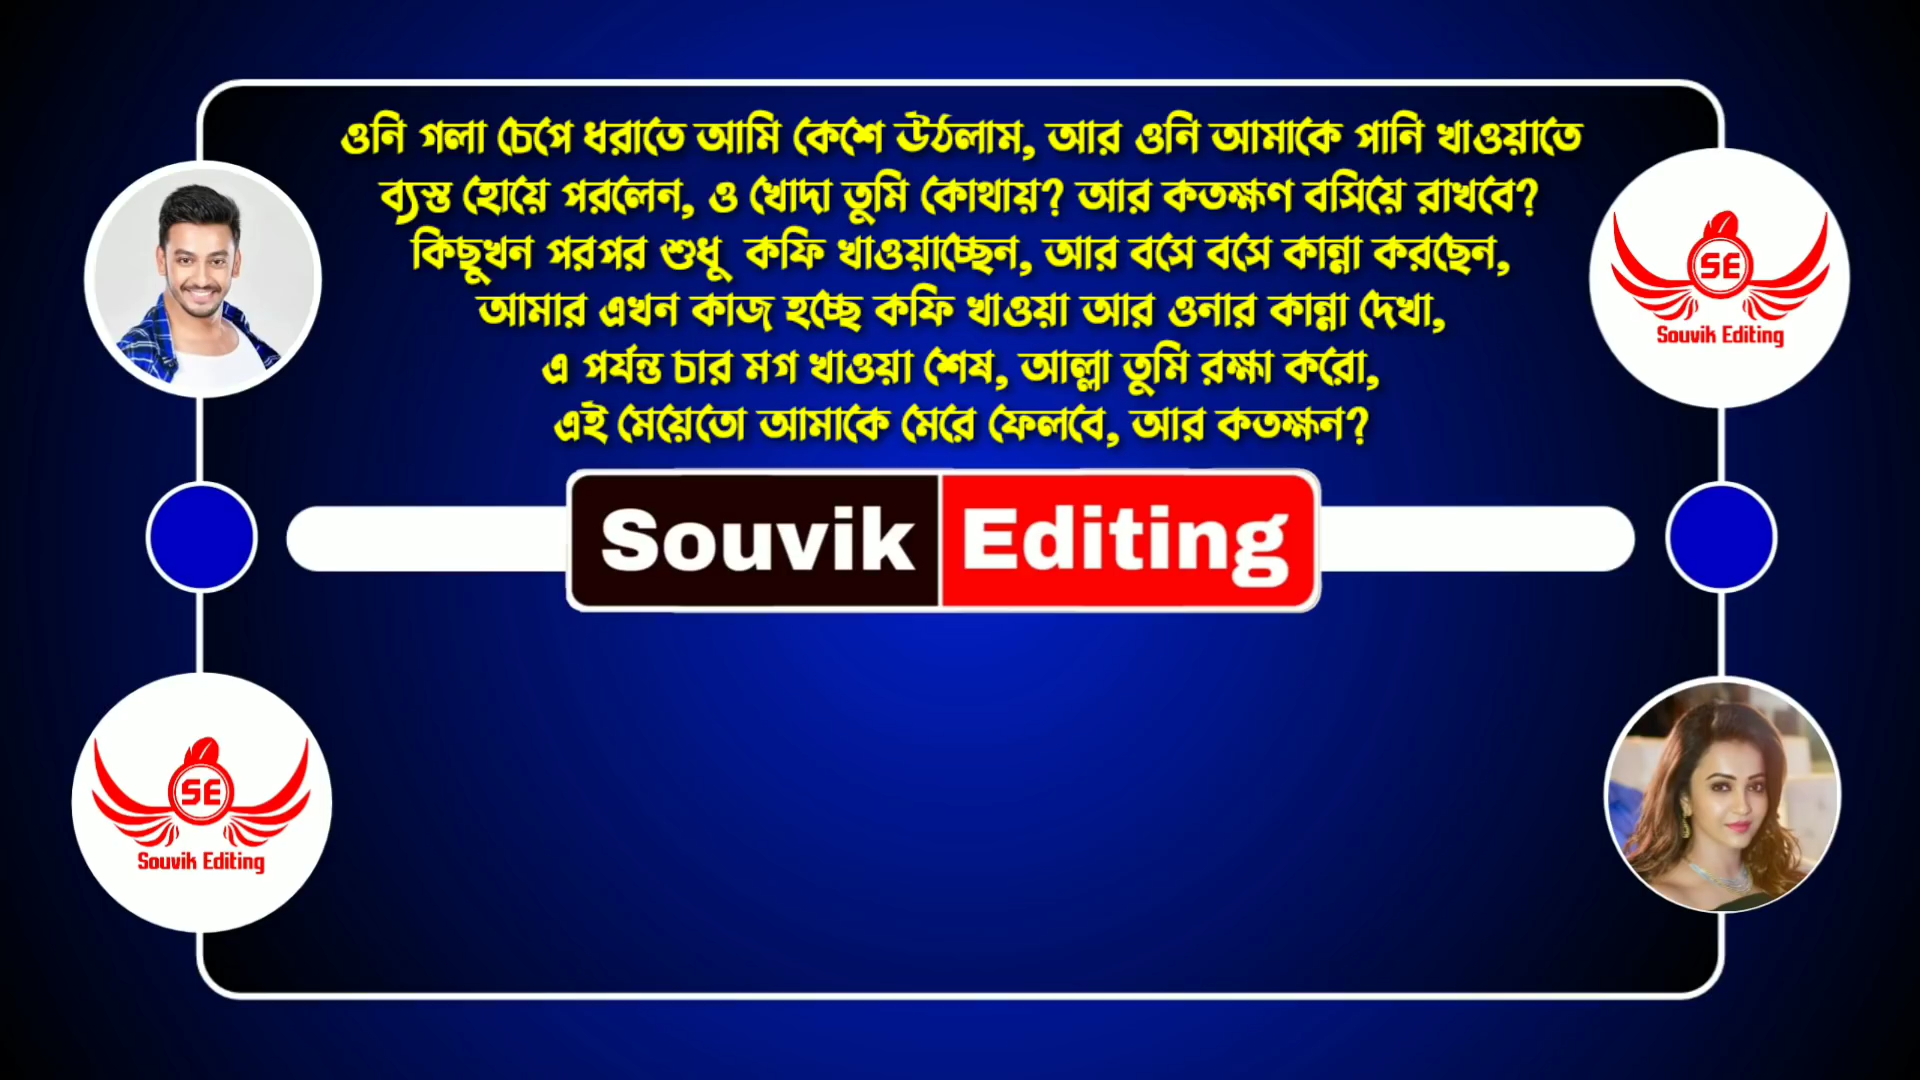 ওনি গলা চেপে ধরাতে আমি কেশে উঠলাম, আর ওনি আমাকে পানি খাওয়াতে
ব্যস্ত হোয়ে পরলেন, ও খোদা তুমি কোথায়? আর কতক্ষণ বসিয়ে রাখবে?
কিছুখন পরপর শুধু কফি খাওয়াচ্ছেন, আর বসে বসে কান্না করছেন,
আমার এখন কাজ হচ্ছে কফি খাওয়া আর ওনার কান্না দেখা,
এ পর্যন্ত চার মগ খাওয়া শেষ, আল্লা তুমি রক্ষা করো,
এই মেয়েতো আমাকে মেরে ফেলবে, আর কতক্ষন?
SE
Souvik Editing
Souvik Editing
SE
Souvik Editing